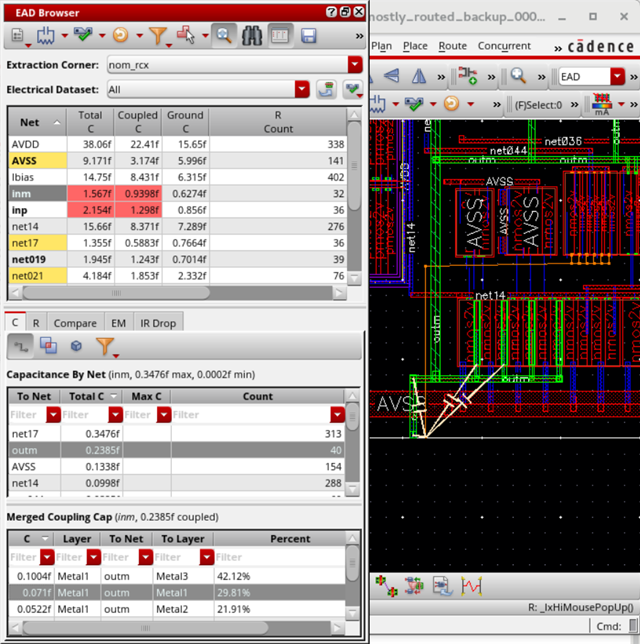 EAD Browser
Extraction Corner: nom_rcx
Electrical Dataset: All
Net Total C Coupled C Ground C R Count
AVDD 38.06f 22.41f 15.65f 338
AVSS 9.171f 3.174f 5.996f 141
Ibias 14.75f 8.431f 6.315f 402
inm 1.567f 0.9398f 0.6274f 32
inp 2.154f 1.298f 0.856f 36
net14 15.66f 8.371f 7.289f 276
net17 1.355f 0.5883f 0.7664f 36
net019 1.945f 1.243f 0.7014f 39
net021 4.184f 1.853f 2.332f 76
C R Compare EM IR Drop
Capacitance By Net (inm, 0.3476f max, 0.0002f min)
To Net Total C Max C Count
Filter Filter Filter Filter
net17 0.3476f 313
outm 0.2385f 40
AVSS 0.1338f 154
net14 0.0998f 288
Merged Coupling Cap (inm, 0.2385f coupled)
C Layer To Net To Layer Percent
Filter Filter Filter Filter Filter
0.1004f Metal1 outm Metal3 42.12%
0.071f Metal1 outm Metal1 29.81%
0.0522f Metal1 outm Metal2 21.91%
mostly_routed_backup_000...
Plan Place Route Concurrent » cādence
EAD
(F)Select:0
mA
net036
net044
outm
outm
AVSS
net14
AVSS
AVSS
AVSS
net14
outm
outm
AVSS
R: _lxHiMousePopUp()
Cmd: